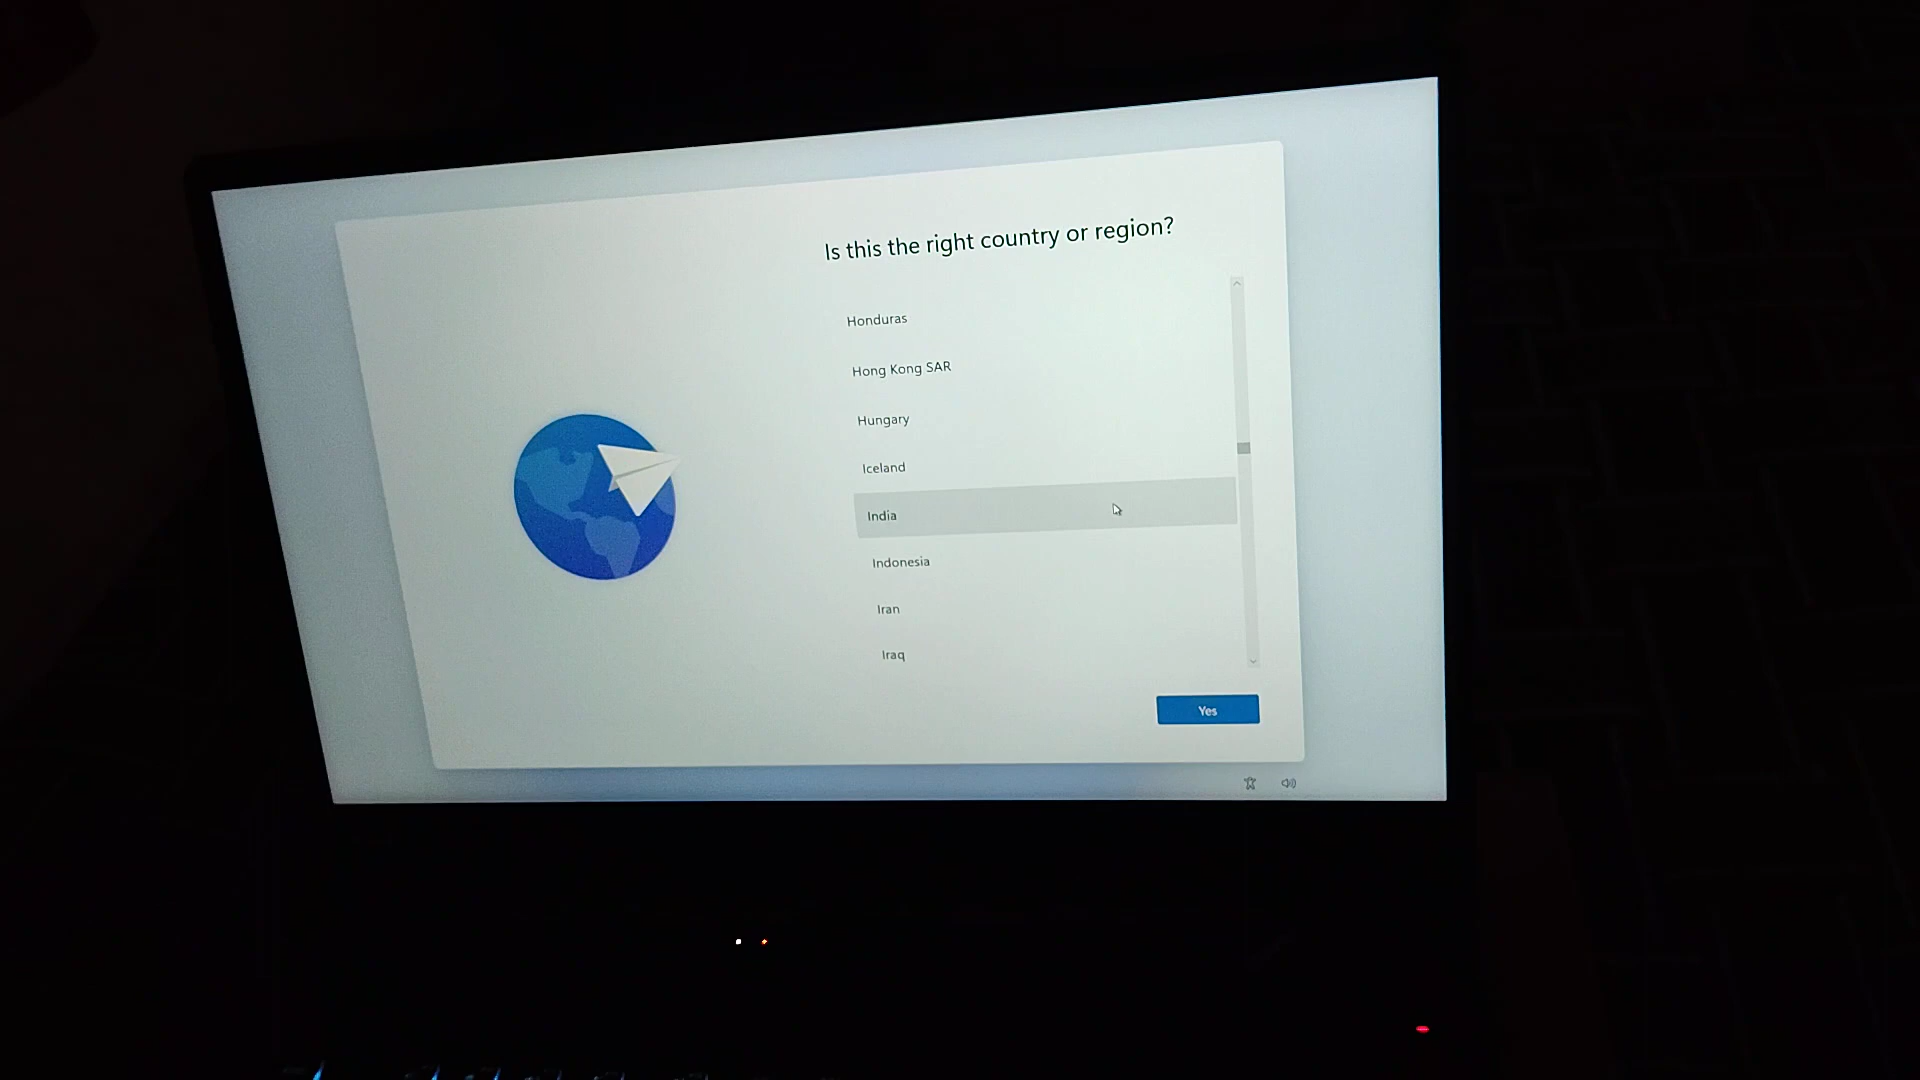 Is this the right country or region?
Honduras
Hong Kong SAR
Hungary
Iceland
India
Indonesia
Iran
Iraq
Yes